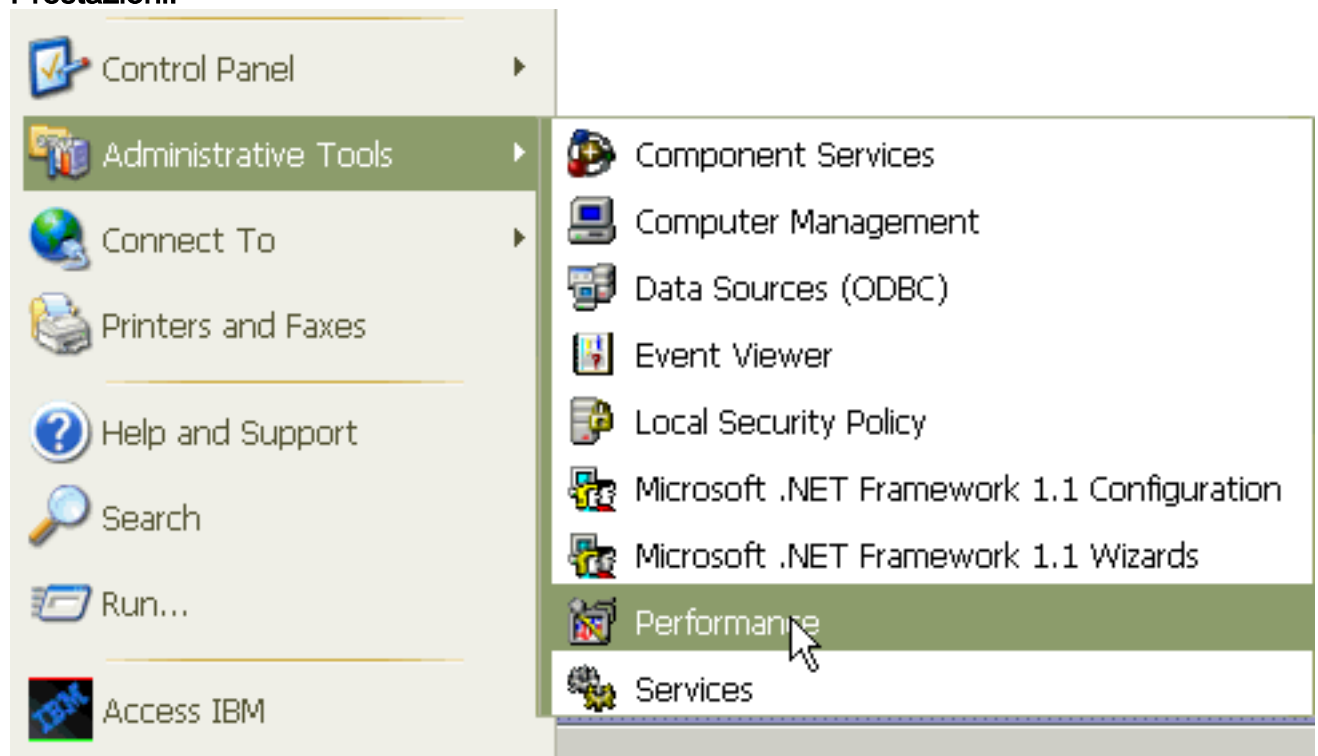 Prestazioni.
Control Panel
Administrative Tools
Connect To
Printers and Faxes
Help and Support
Search
Run...
Access IBM
Component Services
Computer Management
Data Sources (ODBC)
Event Viewer
Local Security Policy
Microsoft .NET Framework 1.1 Configuration
Microsoft .NET Framework 1.1 Wizards
Performance
Services
IBM